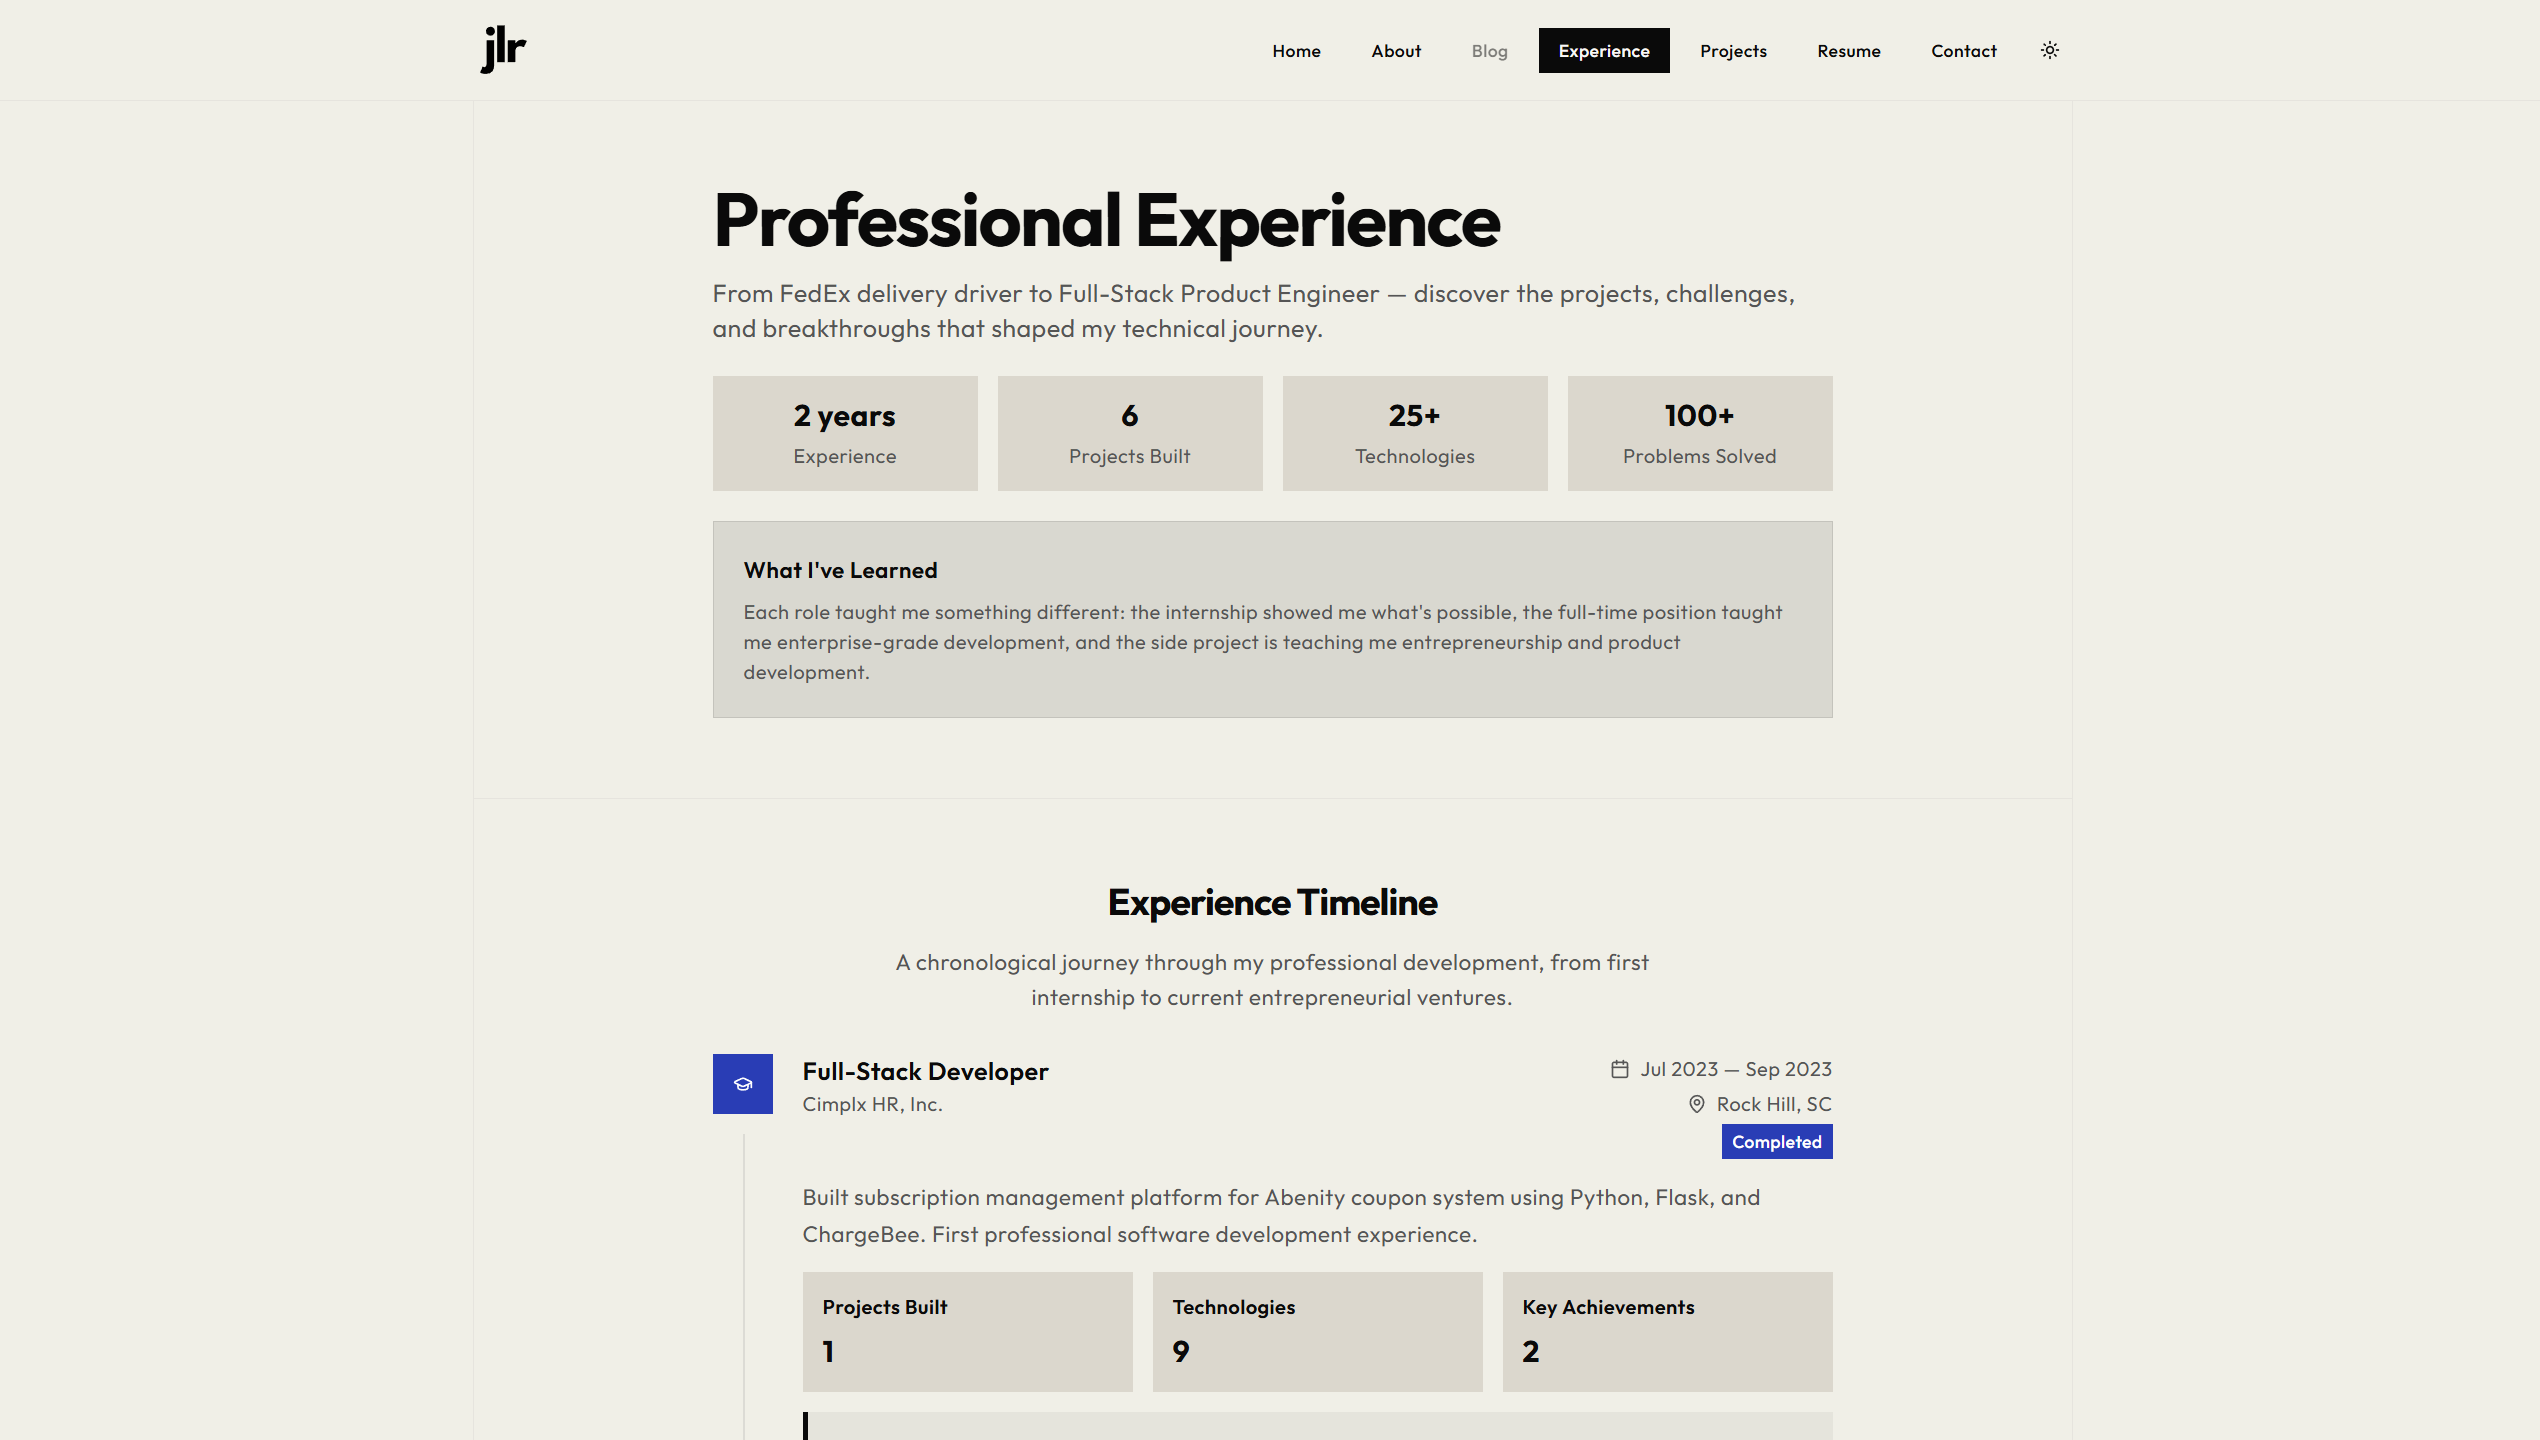 jlr
Home About Blog Experience Projects Resume Contact
Professional Experience
From FedEx delivery driver to Full-Stack Product Engineer — discover the projects, challenges,
and breakthroughs that shaped my technical journey.
2 years
Experience
6
Projects Built
25+
Technologies
100+
Problems Solved
What I've Learned
Each role taught me something different: the internship showed me what's possible, the full-time position taught
me enterprise-grade development, and the side project is teaching me entrepreneurship and product
development.
Experience Timeline
A chronological journey through my professional development, from first
internship to current entrepreneurial ventures.
Full-Stack Developer
Cimplx HR, Inc.
Jul 2023 — Sep 2023
Rock Hill, SC
Completed
Built subscription management platform for Abenity coupon system using Python, Flask, and
ChargeBee. First professional software development experience.
Projects Built
1
Technologies
9
Key Achievements
2